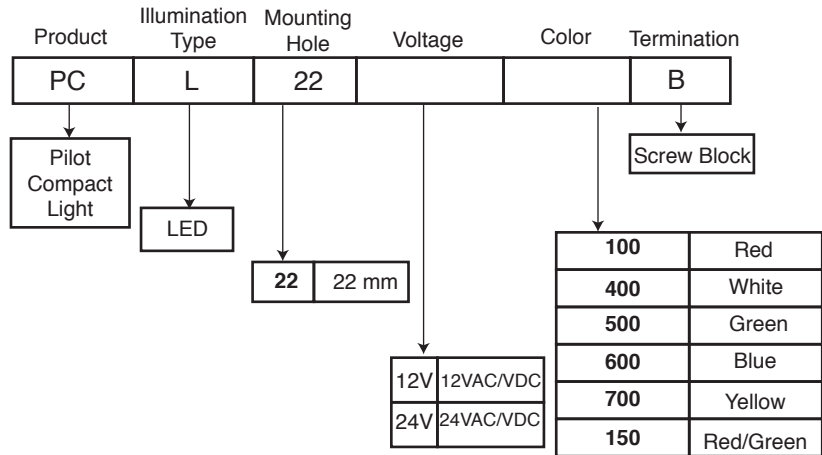 Product Illumination Type Mounting Hole Voltage Color Termination
PC L 22 B
Pilot Compact Light
LED
22 22 mm
12V 12VAC/VDC
24V 24VAC/VDC
Screw Block
100 Red
400 White
500 Green
600 Blue
700 Yellow
150 Red/Green